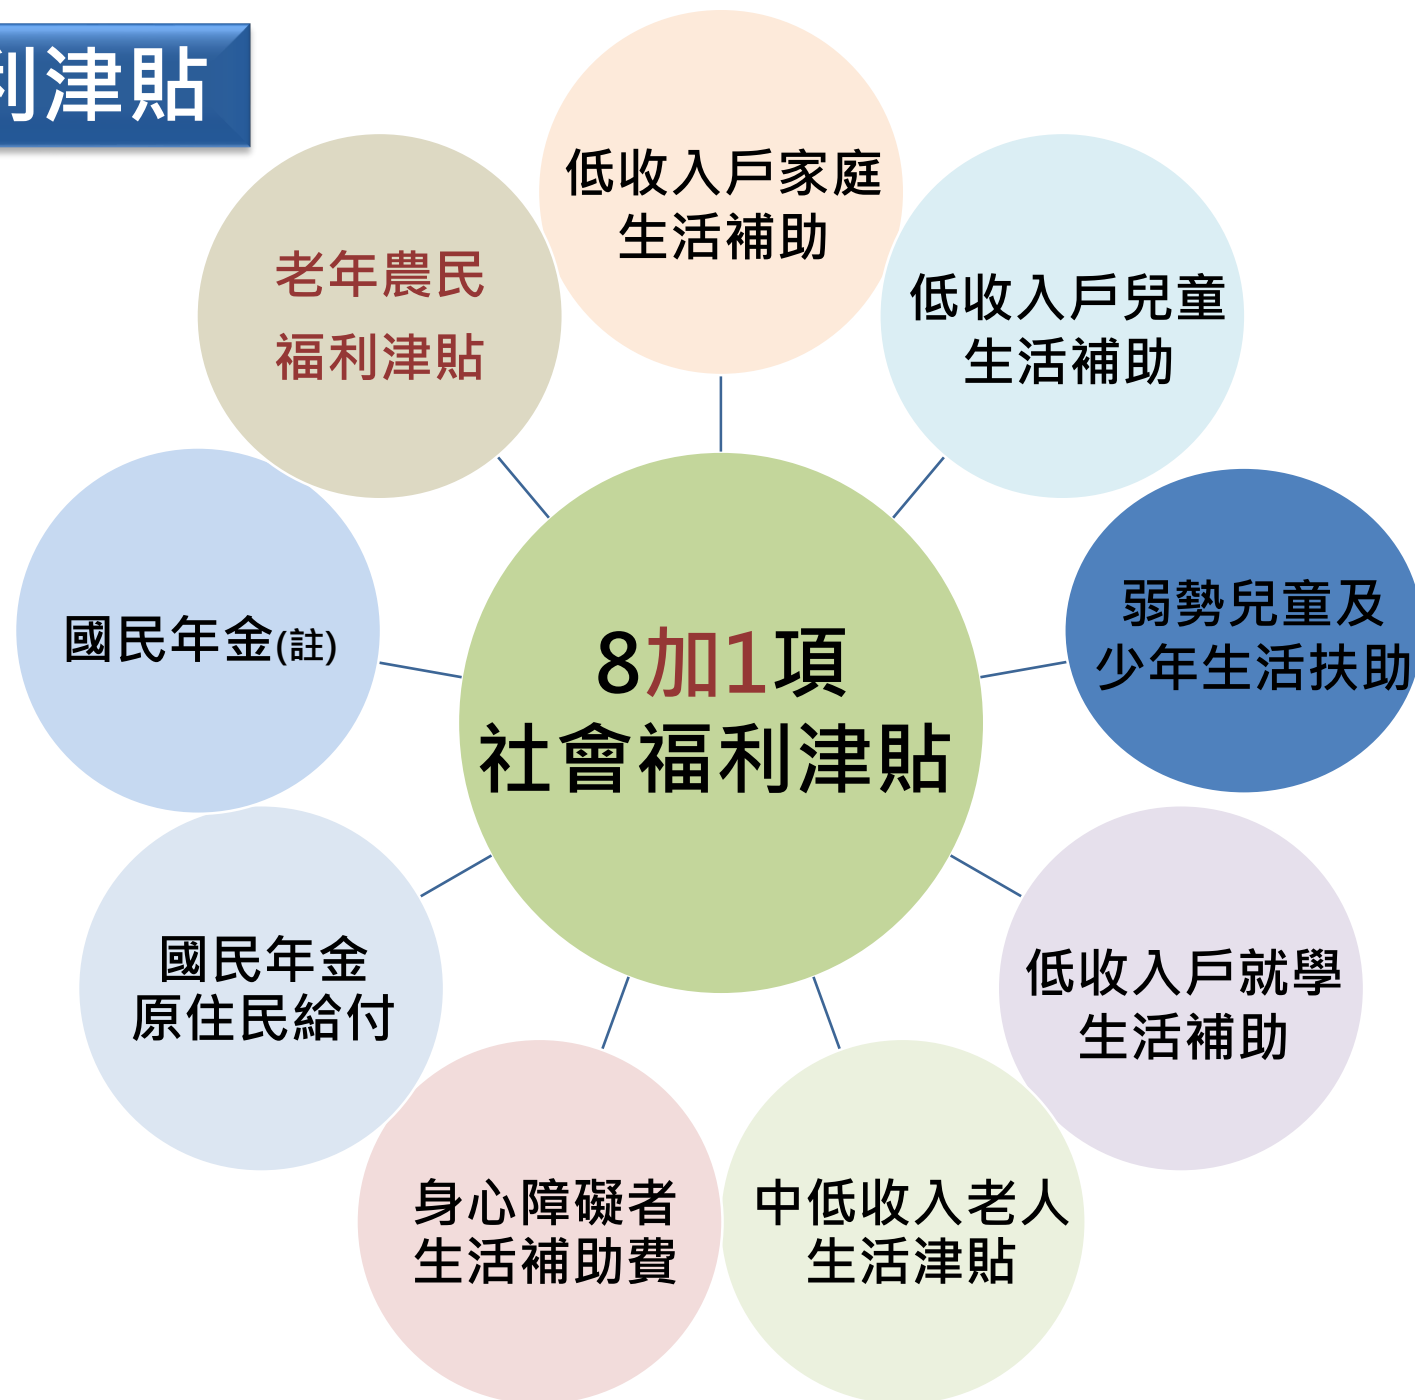 利津貼
低收入戶家庭
生活補助
低收入戶兒童
生活補助
弱勢兒童及
少年生活扶助
低收入戶就學
生活補助
中低收入老人
生活津貼
身心障礙者
生活補助費
國民年金
原住民給付
國民年金(註)
老年農民
福利津貼
8加1項
社會福利津貼